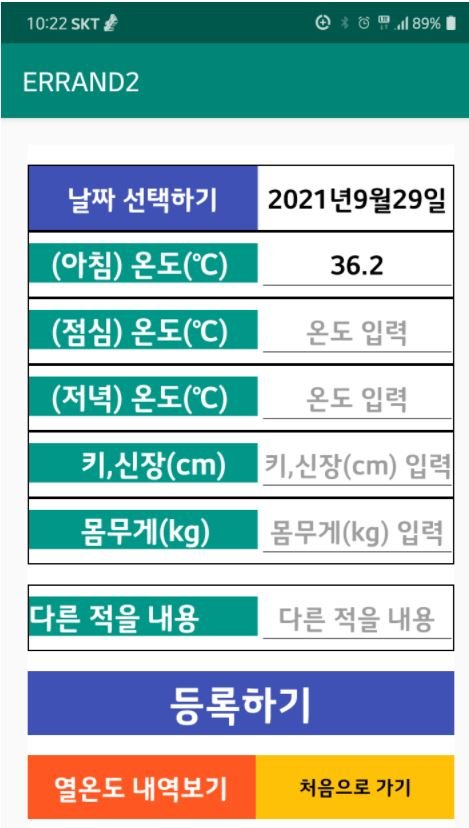 10:22 SKT 89%
ERRAND2
날짜 선택하기 2021년9월29일
(아침) 온도(℃) 36.2
(점심) 온도(℃) 온도 입력
(저녁) 온도(℃) 온도 입력
키,신장(cm) 키,신장(cm) 입력
몸무게(kg) 몸무게(kg) 입력
다른 적을 내용 다른 적을 내용
등록하기
열온도 내역보기 처음으로 가기